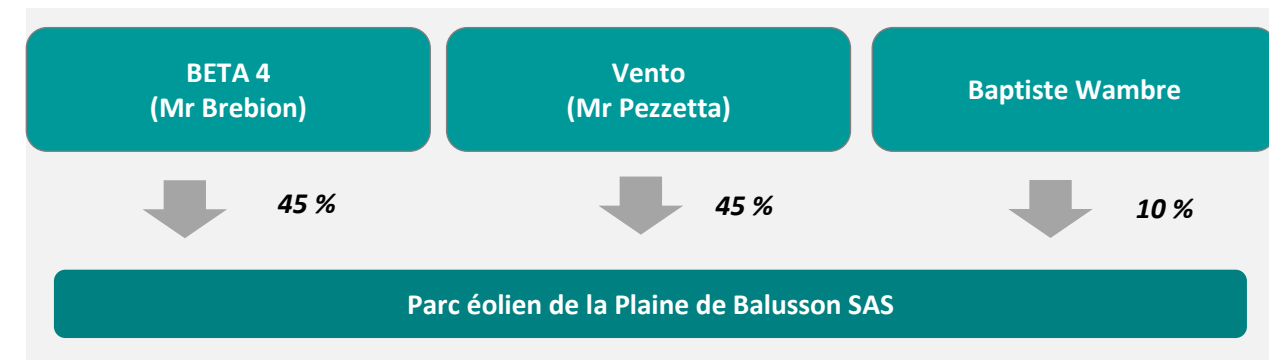 BETA 4
(Mr Brebion)
Vento
(Mr Pezzetta)
Baptiste Wambre
45 %
45 %
10 %
Parc éolien de la Plaine de Balusson SAS